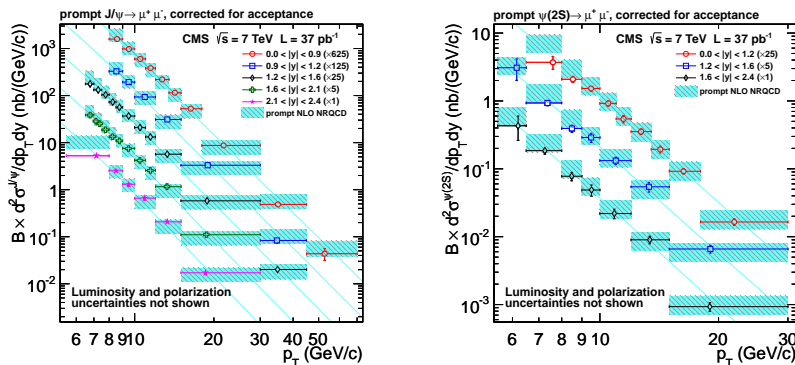 prompt J/ψ→ μ⁺ μ⁻, corrected for acceptance
CMS √s = 7 TeV L = 37 pb⁻¹
0.0 < |y| < 0.9 (×625)
0.9 < |y| < 1.2 (×125)
1.2 < |y| < 1.6 (×25)
1.6 < |y| < 2.1 (×5)
2.1 < |y| < 2.4 (×1)
prompt NLO NRQCD
B × d²σ^J/ψ/dp_T dy (nb/(GeV/c))
10³
10²
10
1
10⁻¹
10⁻²
Luminosity and polarization
uncertainties not shown
6 7 8 9 10 20 30 40 50
p_T (GeV/c)
prompt ψ(2S)→ μ⁺ μ⁻, corrected for acceptance
CMS √s = 7 TeV L = 37 pb⁻¹
0.0 < |y| < 1.2 (×25)
1.2 < |y| < 1.6 (×5)
1.6 < |y| < 2.4 (×1)
prompt NLO NRQCD
B × d²σ^ψ(2S)/dp_T dy (nb/(GeV/c))
10
1
10⁻¹
10⁻²
10⁻³
Luminosity and polarization
uncertainties not shown
6 7 8 9 10 20 30
p_T (GeV/c)